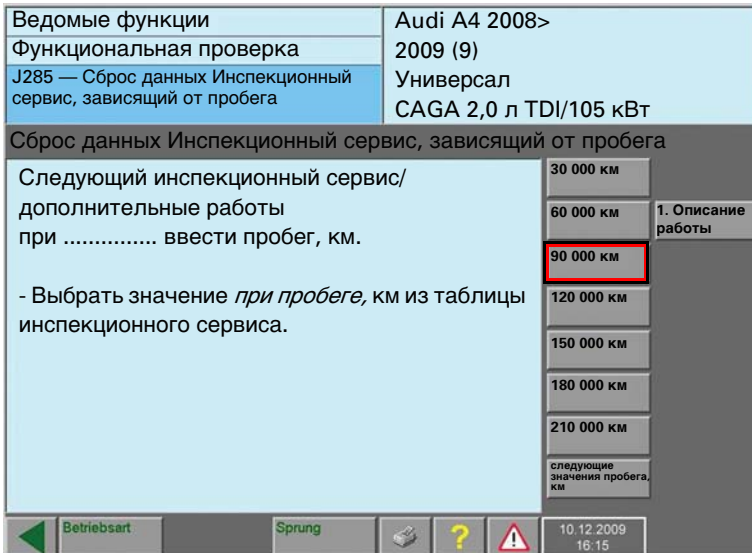 Ведомые функции
Функциональная проверка
J285 — Сброс данных Инспекционный
сервис, зависящий от пробега
Audi A4 2008>
2009 (9)
Универсал
CAGA 2,0 л TDI/105 кВт
Сброс данных Инспекционный сервис, зависящий от пробега
Следующий инспекционный сервис/
дополнительные работы
при ............... ввести пробег, км.
- Выбрать значение при пробеге, км из таблицы
инспекционного сервиса.
30 000 км
60 000 км
90 000 км
120 000 км
150 000 км
180 000 км
210 000 км
следующие
значения пробега,
км
1. Описание
работы
Betriebsart
Sprung
?
!
10.12.2009
16:15